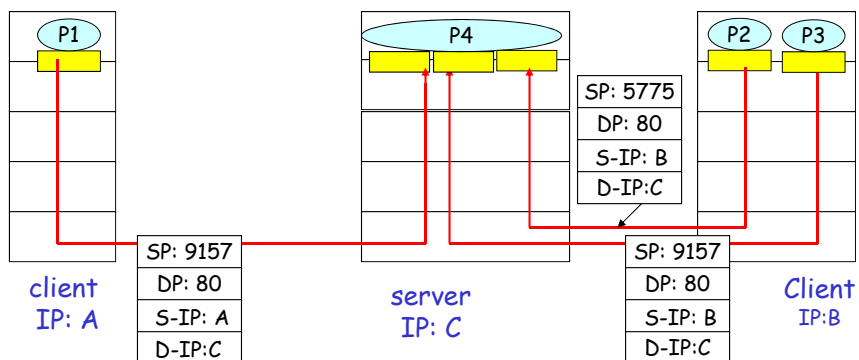 P1
P4
P2
P3
SP: 5775
DP: 80
S-IP: B
D-IP:C
SP: 9157
DP: 80
S-IP: A
D-IP:C
SP: 9157
DP: 80
S-IP: B
D-IP:C
client
IP: A
server
IP: C
Client
IP:B